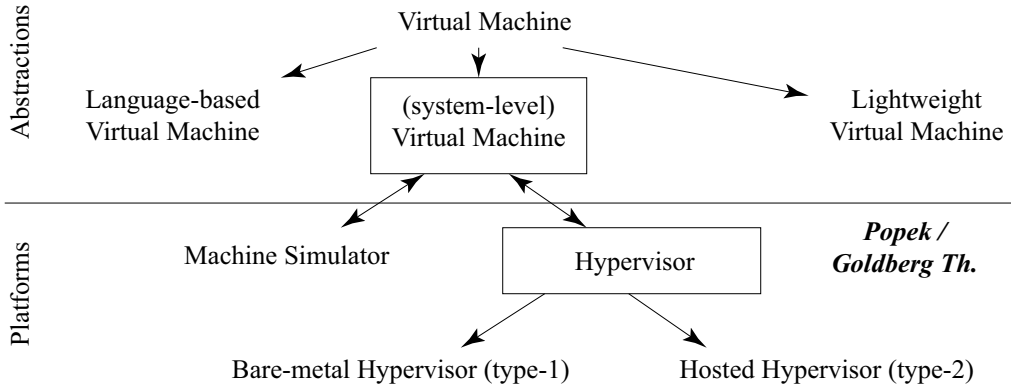 Abstractions
Virtual Machine
Language-based
Virtual Machine
(system-level)
Virtual Machine
Lightweight
Virtual Machine
Platforms
Machine Simulator
Hypervisor
Popek /
Goldberg Th.
Bare-metal Hypervisor (type-1)
Hosted Hypervisor (type-2)